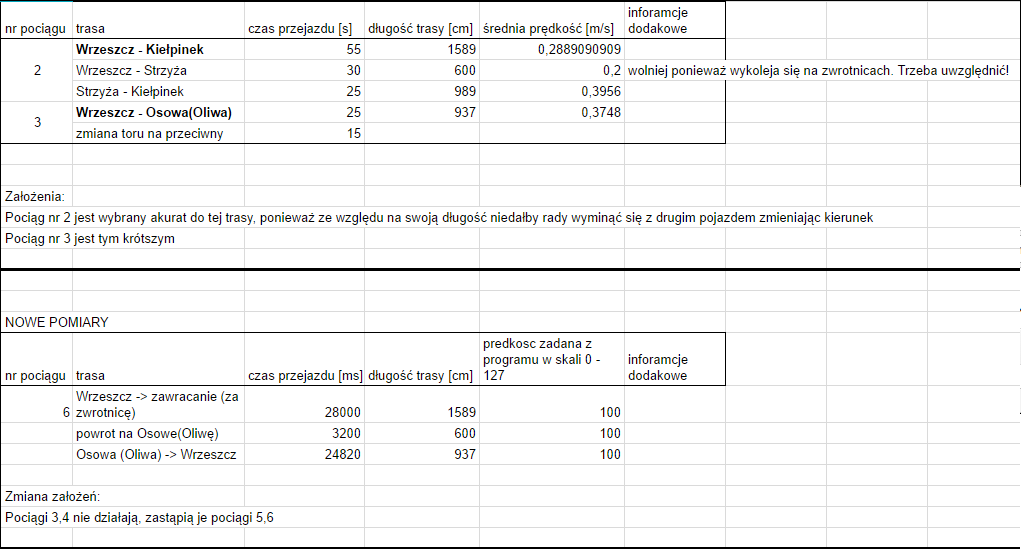 inforamcje
nr pociągu trasa czas przejazdu [s] długość trasy [cm] średnia prędkość [m/s] dodakowe
Wrzeszcz - Kiełpinek 55 1589 0,2889090909
2 Wrzeszcz - Strzyża 30 600 0,2 wolniej ponieważ wykoleja się na zwrotnicach. Trzeba uwzględnić!
Strzyża - Kiełpinek 25 989 0,3956
3 Wrzeszcz - Osowa(Oliwa) 25 937 0,3748
zmiana toru na przeciwny 15
Założenia:
Pociąg nr 2 jest wybrany akurat do tej trasy, ponieważ ze względu na swoją długość niedałby rady wyminąć się z drugim pojazdem zmieniając kierunek
Pociąg nr 3 jest tym krótszym
NOWE POMIARY
predkosc zadana z
programu w skali 0 - inforamcje
nr pociągu trasa czas przejazdu [ms] długość trasy [cm] 127 dodakowe
Wrzeszcz -> zawracanie (za
6 zwrotnicę) 28000 1589 100
powrot na Osowe(Oliwę) 3200 600 100
Osowa (Oliwa) -> Wrzeszcz 24820 937 100
Zmiana założeń:
Pociągi 3,4 nie działają, zastąpią je pociągi 5,6